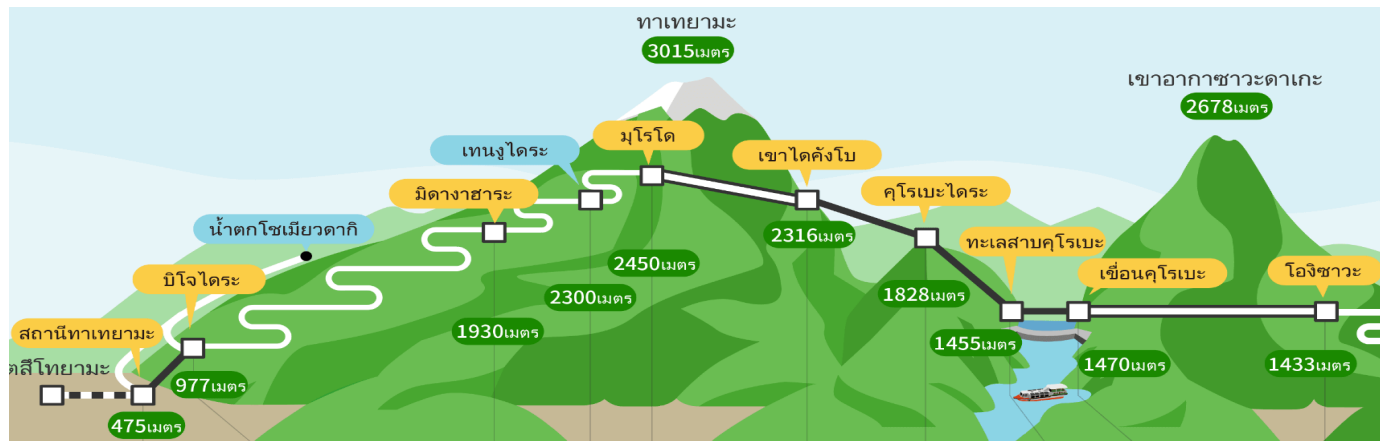 ทาเทยามะ
3015เมตร
เขาอากาซาวะดาเกะ
2678เมตร
มุโรโด
เทนงูไดระ
เขาไดคังโบ
มิดางาฮาระ
คุโรเบะไดระ
น้ำตกโชเมียวดากิ
ทะเลสาบคุโรเบะ
บิโจไดระ
เขื่อนคุโรเบะ
โองิซาวะ
สถานีทาเทยามะ
ตสึโทยามะ
2316เมตร
2450เมตร
2300เมตร
1828เมตร
1930เมตร
1455เมตร
1470เมตร
1433เมตร
977เมตร
475เมตร